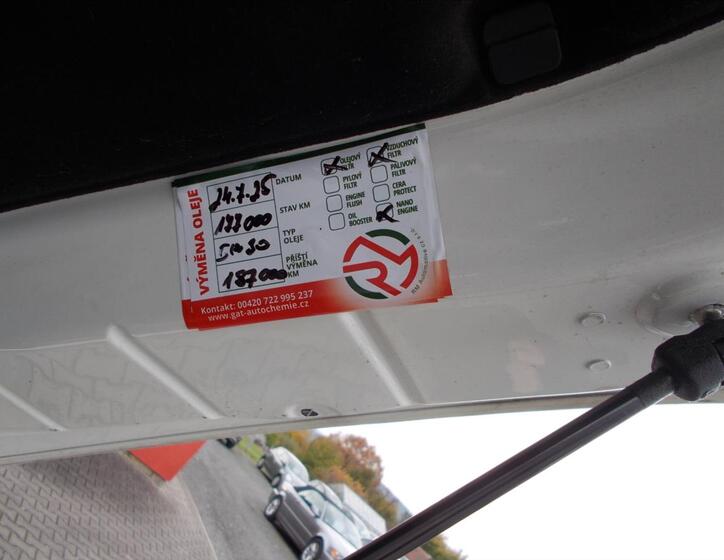 VÝMĚNA OLEJE
24.7.25 DATUM
STAV KM
TYP OLEJE
187000 PŘÍŠTÍ VÝMĚNA KM
OLEJOVÝ FILTR
VZDUCHOVÝ FILTR
PYLOVÝ FILTR
PALIVOVÝ FILTR
ENGINE FLUSH
CERA PROTECT
OIL BOOSTER
NANO ENGINE
RM
Kontakt: 00420 722 995 237
www.gat-autochemie.cz